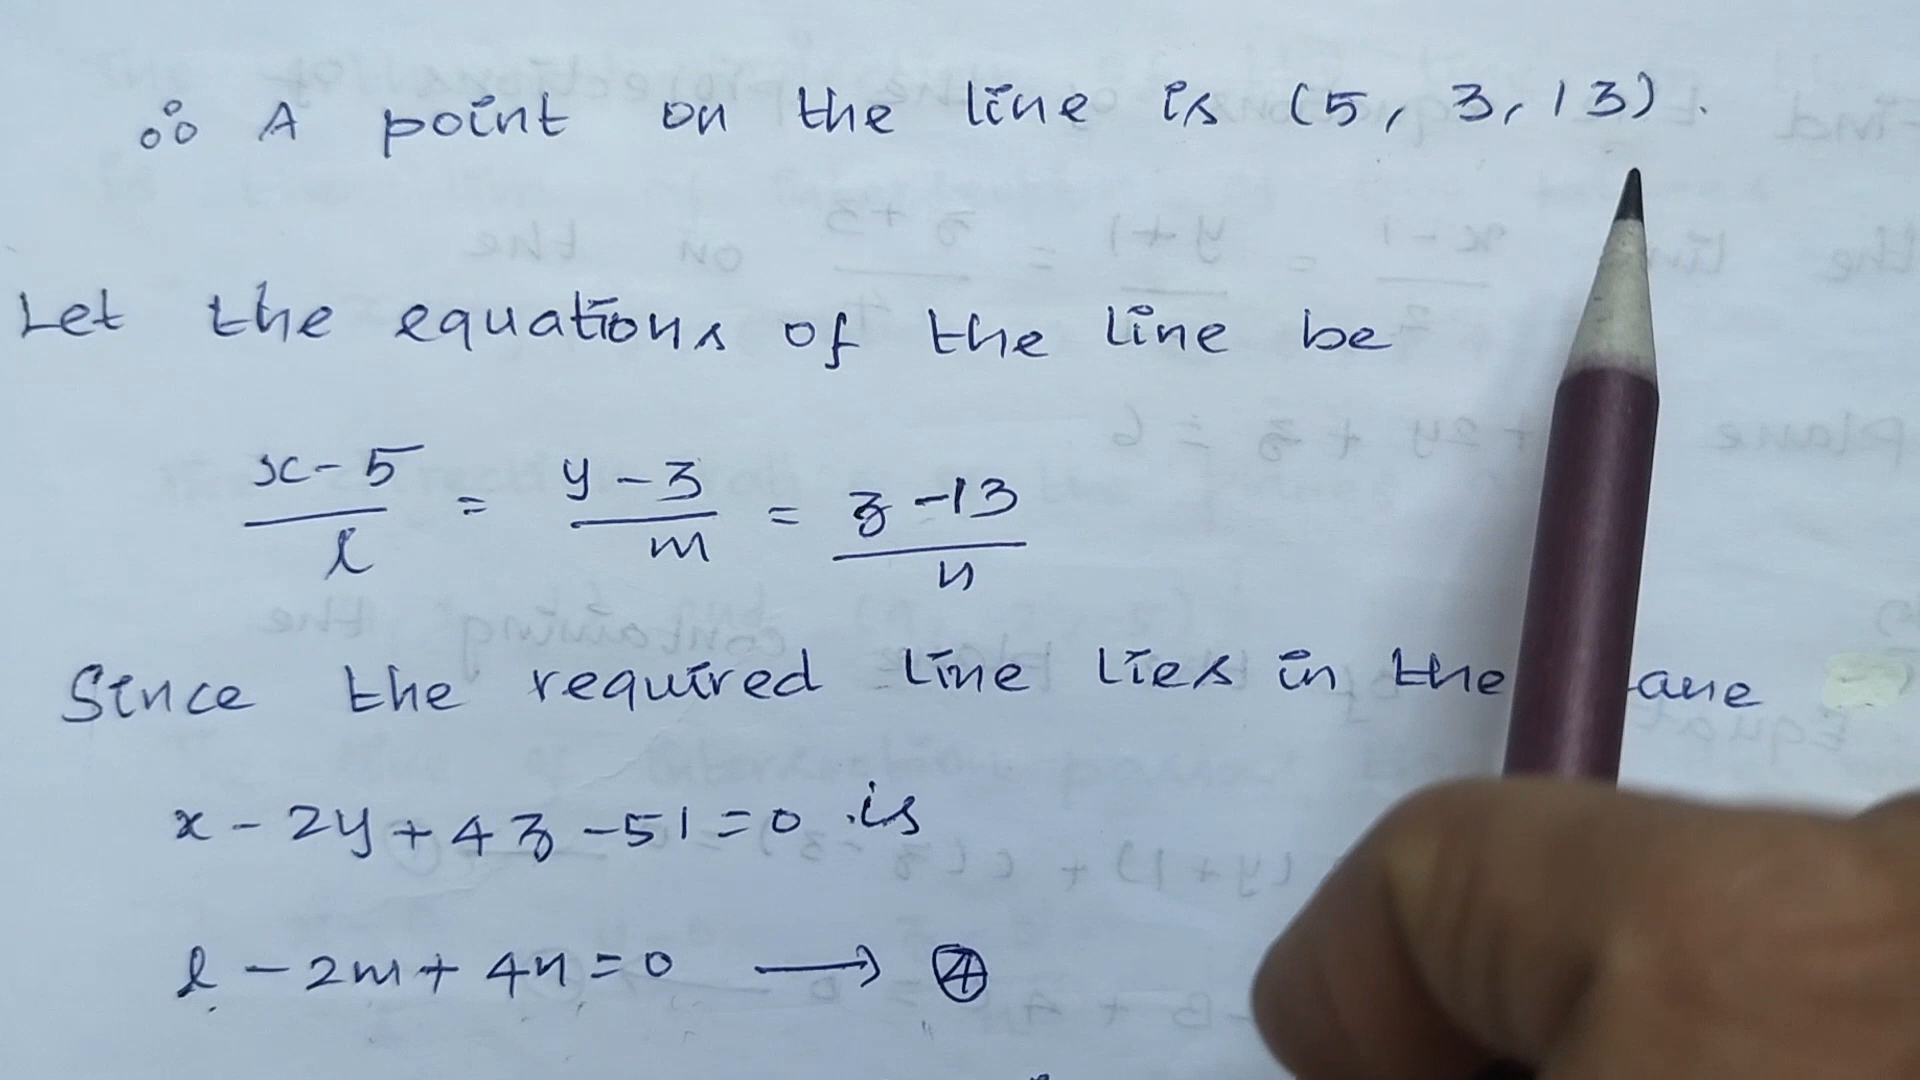 ∴ A point on the line is (5, 3, 13).
Let the equations of the line be
x-5/l = y-3/m = z-13/n
Since the required line lies in the lane
x - 2y + 4z - 51 = 0 is
l - 2m + 4n = 0 → ④